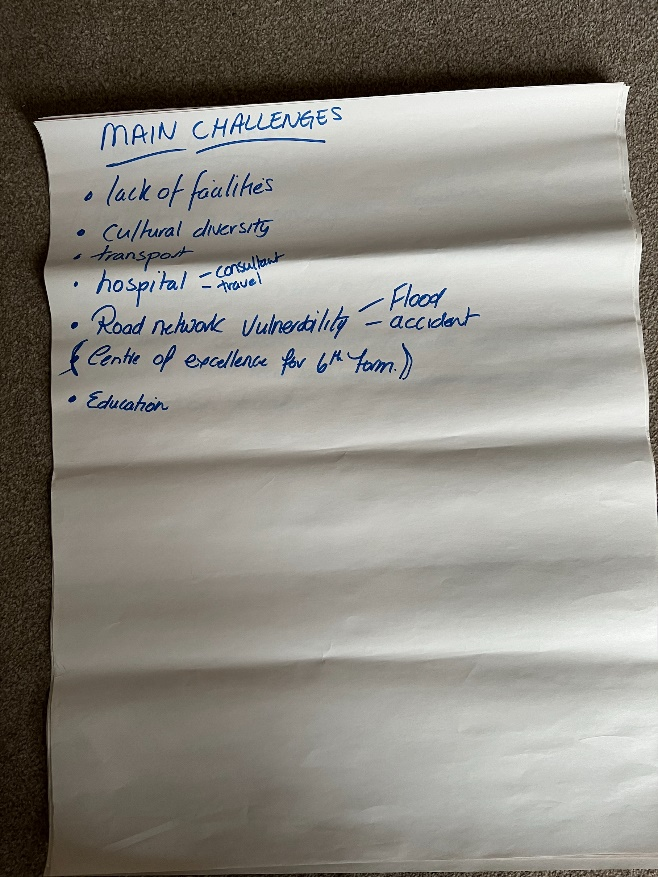 MAIN CHALLENGES
• lack of facilities
• cultural diversity
• transport
• hospital – consultant
– travel
• Road network vulnerability – Flood
– accident
(Centre of excellence for 6th form.)
• Education